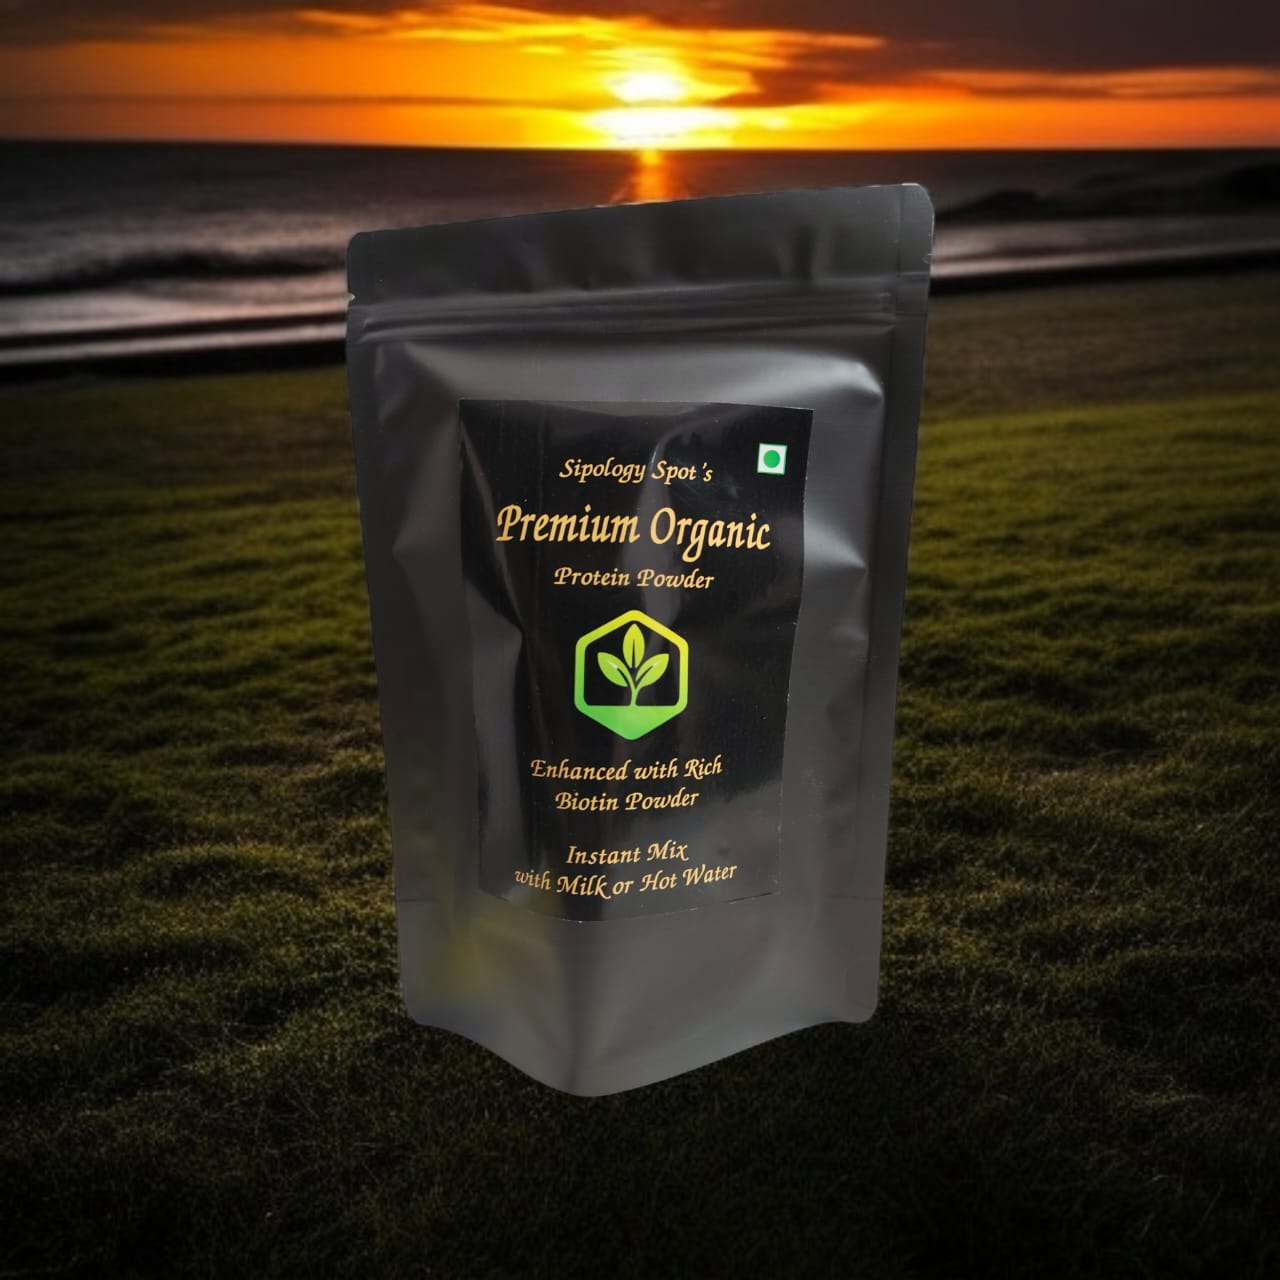 Sipology Spot's
Premium Organic
Protein Powder
Enhanced with Rich
Biotin Powder
Instant Mix
with Milk or Hot Water